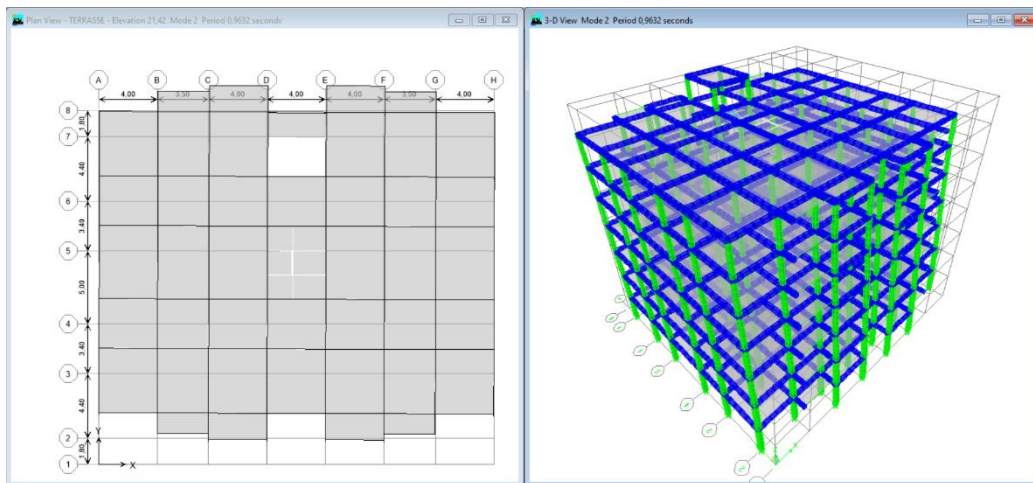 Plan View - TERRASSE - Elevation 21,42 Mode 2 Period 0,9632 seconds
3-D View Mode 2 Period 0,9632 seconds
A B C D E F G H
4.00 3.50 4.00 4.00 4.00 3.50 4.00
8
1.80
7
4.40
6
3.40
5
5.00
4
3.40
3
4.40
2
1.80
1
Y
X